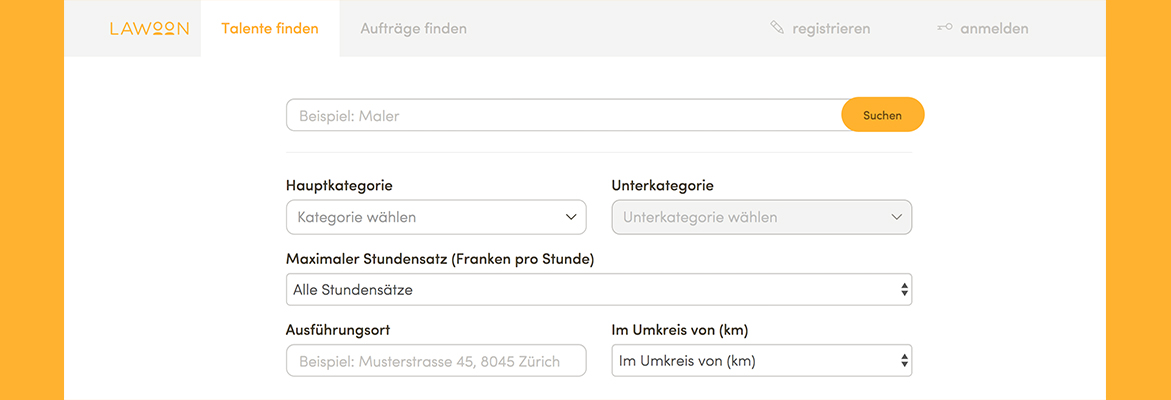 LAWOON Talente finden Aufträge finden registrieren anmelden
Beispiel: Maler Suchen
Hauptkategorie Unterkategorie
Kategorie wählen Unterkategorie wählen
Maximaler Stundensatz (Franken pro Stunde)
Alle Stundensätze
Ausführungsort Im Umkreis von (km)
Beispiel: Musterstrasse 45, 8045 Zürich Im Umkreis von (km)